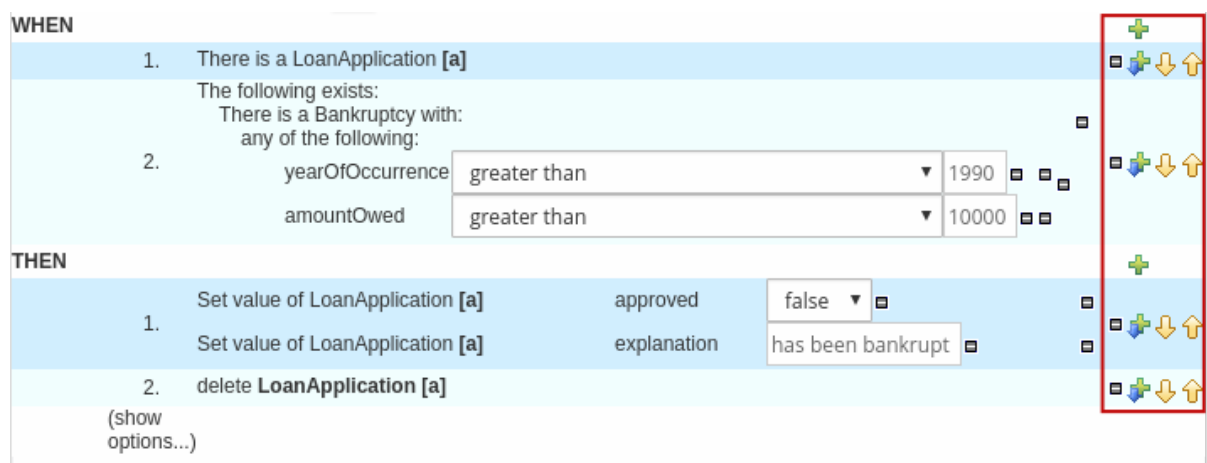 WHEN
1. There is a LoanApplication [a]
The following exists:
There is a Bankruptcy with:
any of the following:
2.
yearOfOccurrence greater than 1990
amountOwed greater than 10000
THEN
1.
Set value of LoanApplication [a] approved false
Set value of LoanApplication [a] explanation has been bankrupt
2. delete LoanApplication [a]
(show
options...)